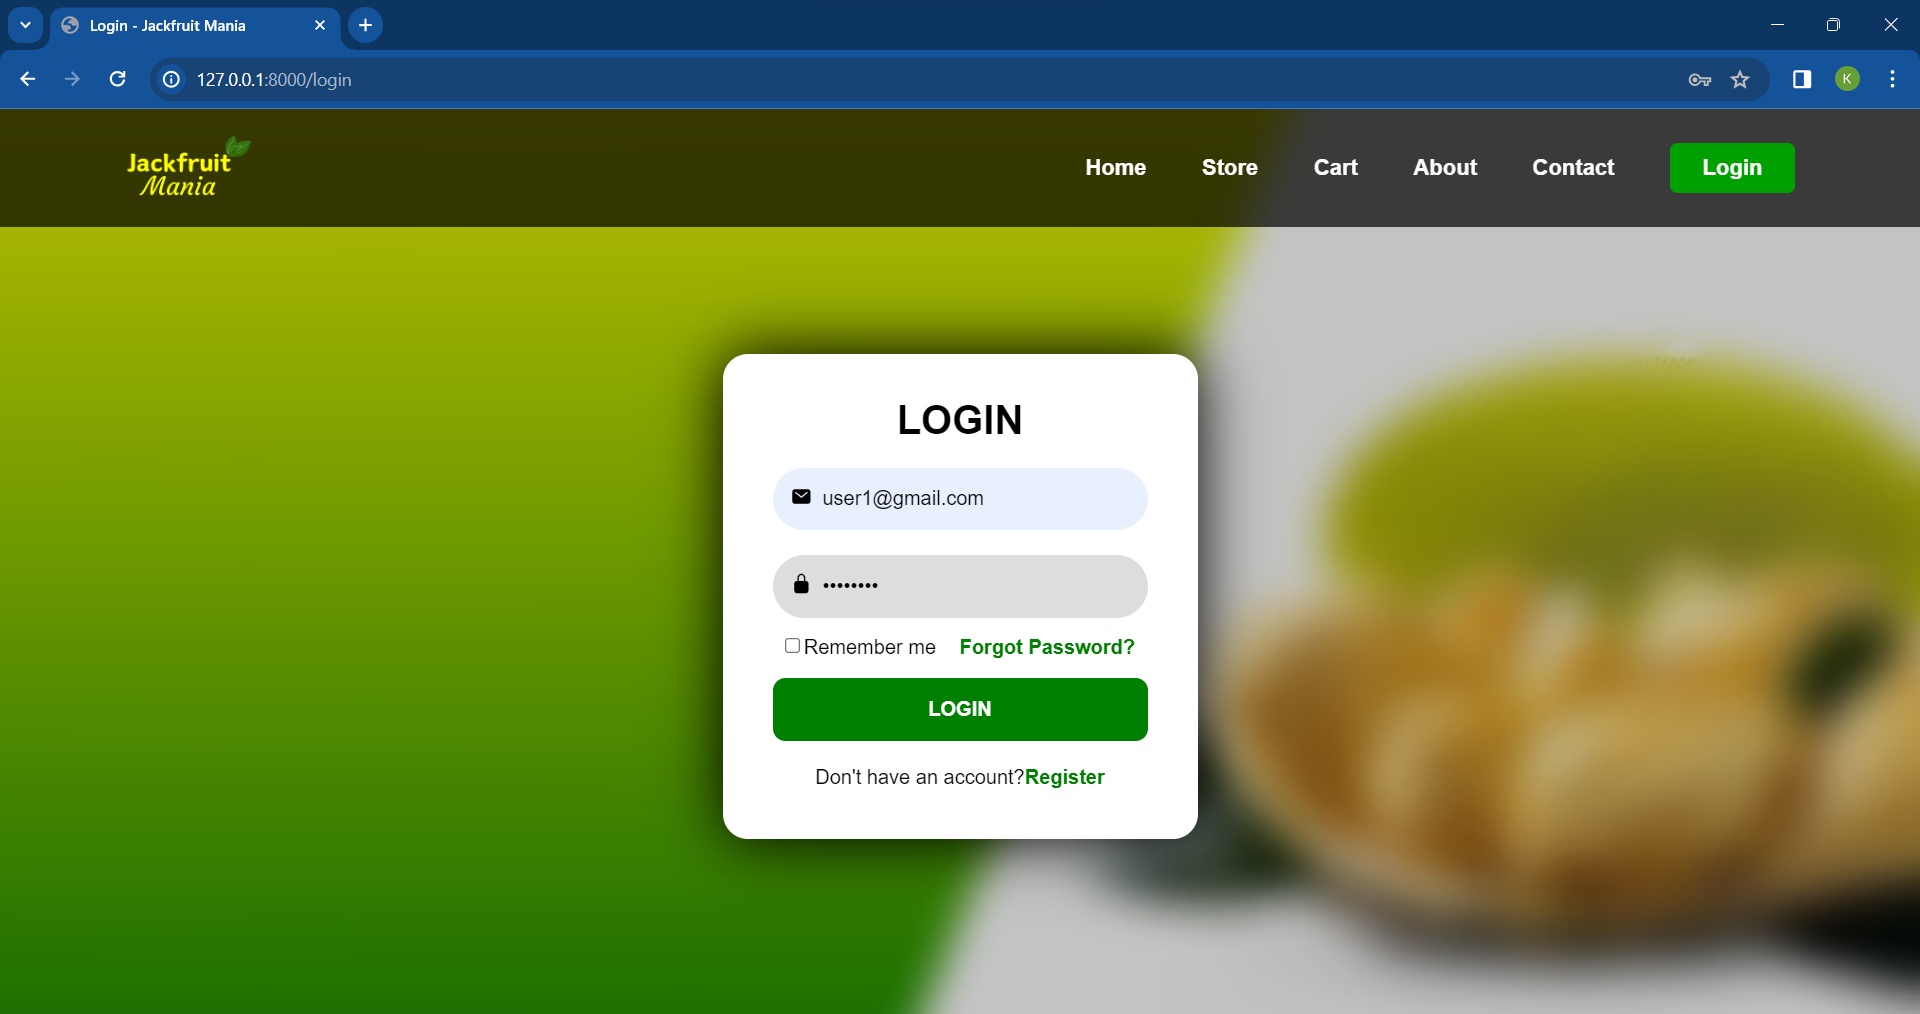 Login - Jackfruit Mania
127.0.0.1:8000/login
K
Jackfruit
Mania
Home Store Cart About Contact Login
LOGIN
user1@gmail.com
••••••••
Remember me Forgot Password?
LOGIN
Don't have an account?Register